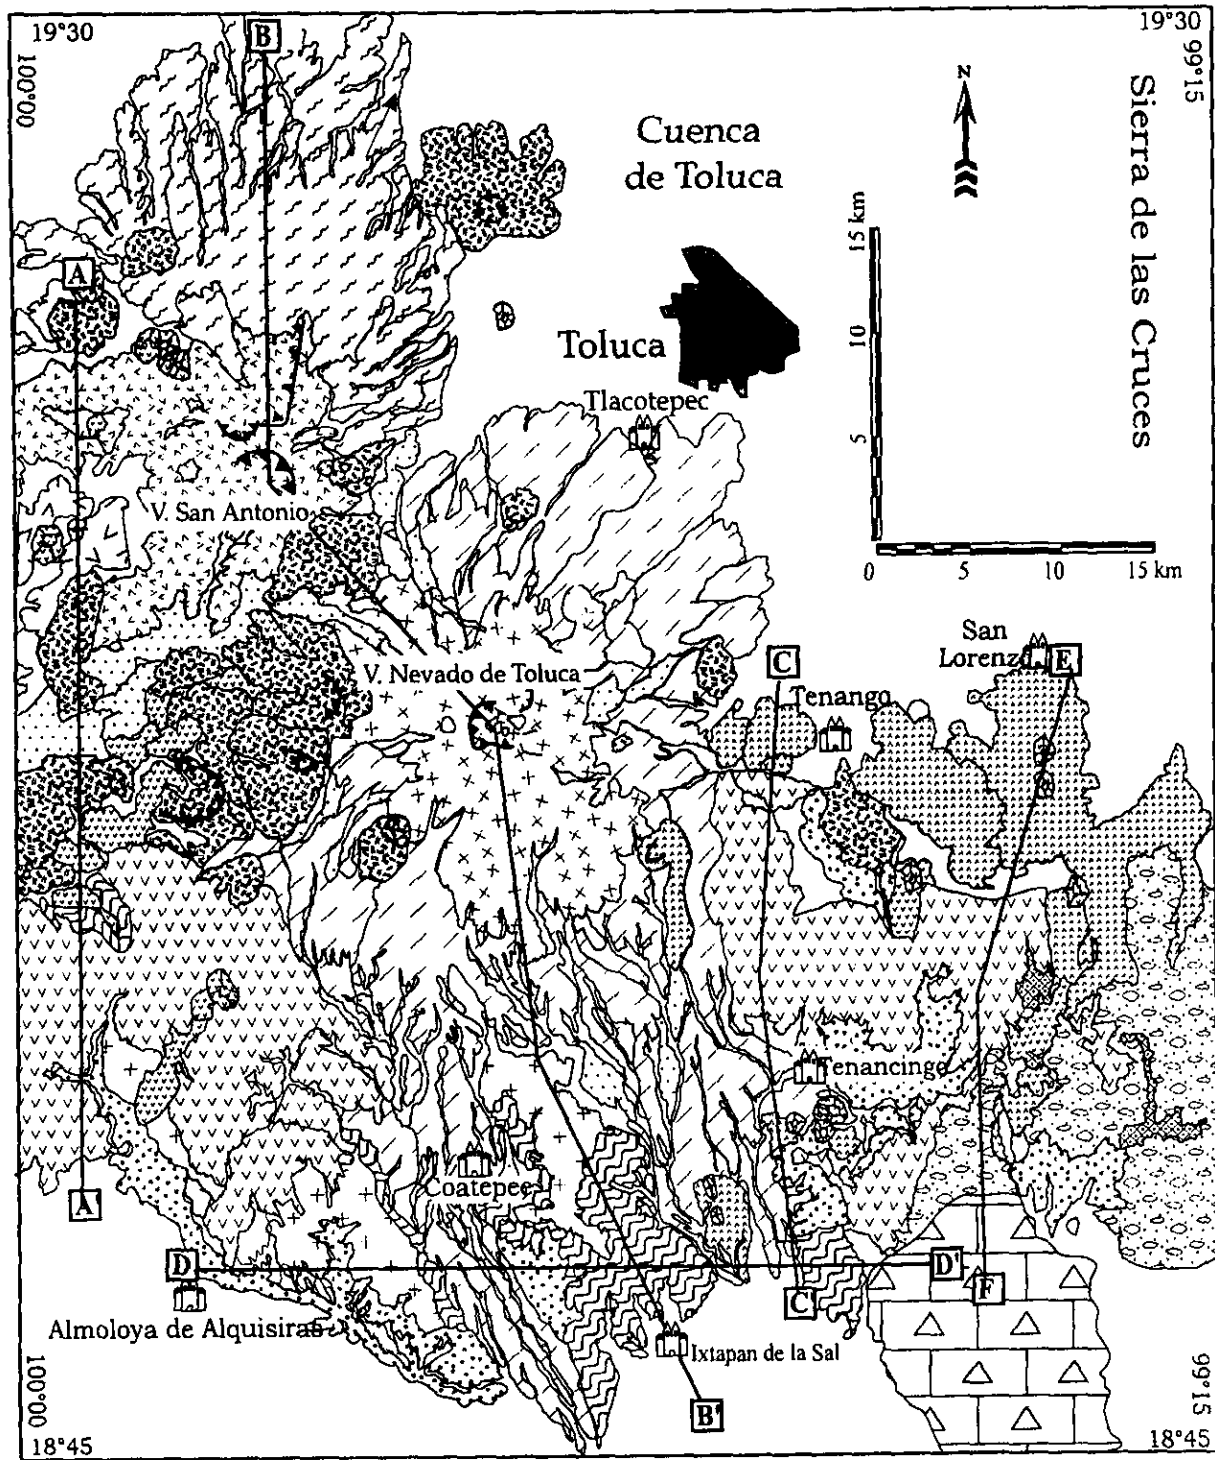 19°30
B
19°30
100°00
99°15
N
Sierra de las Cruces
Cuenca
de Toluca
15 km
10
5
A
Toluca
Tlacotepec
V. San Antonio
0 5 10 15 km
San
Lorenzo
E
C
V. Nevado de Toluca
Tenango
Tenancingo
Coatepec
A
D
D'
F
C
Almoloya de Alquisiras
Ixtapan de la Sal
B'
100°00
99°15
18°45
18°45